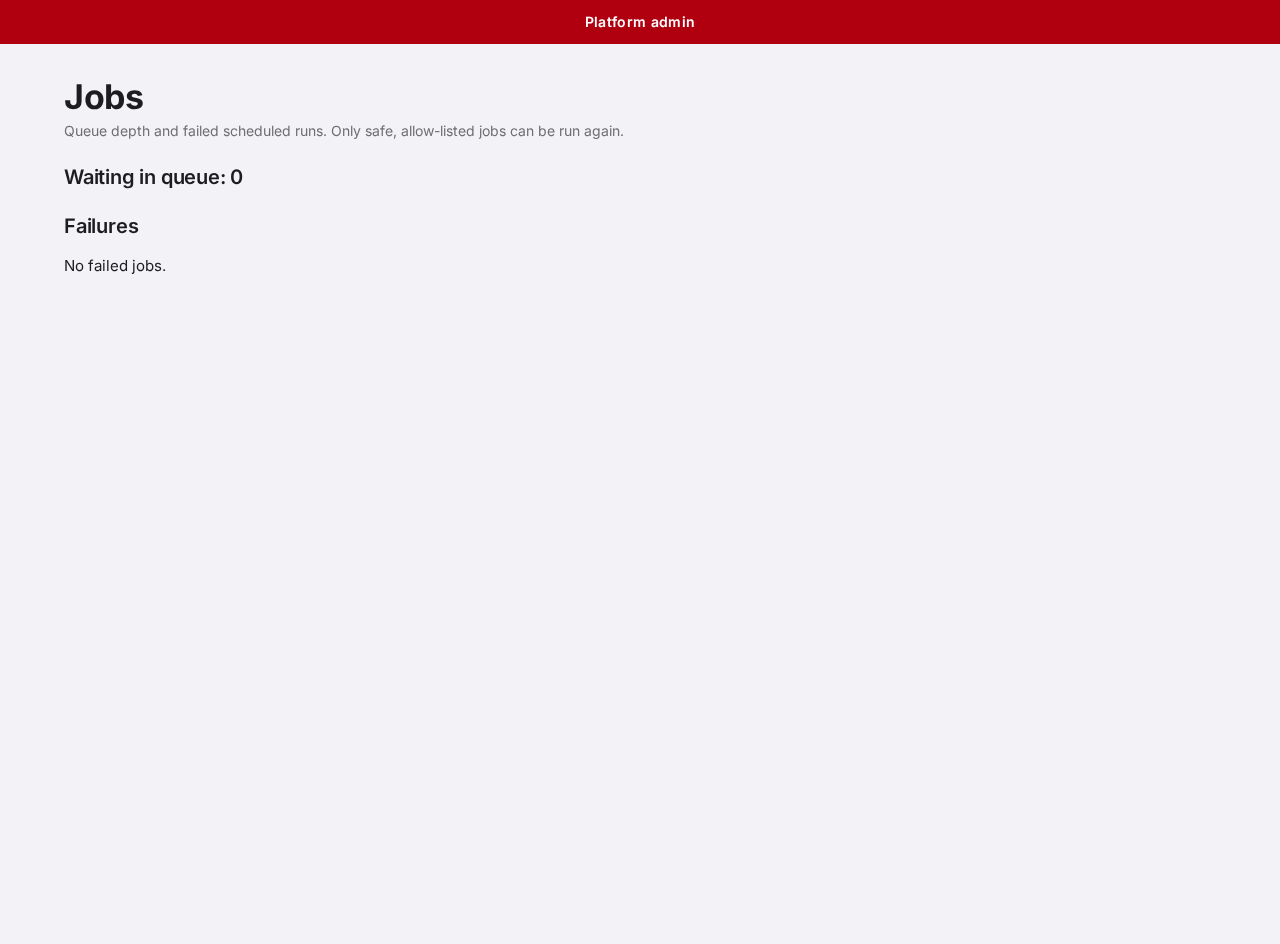 Platform admin
Jobs
Queue depth and failed scheduled runs. Only safe, allow-listed jobs can be run again.
Waiting in queue: 0
Failures
No failed jobs.